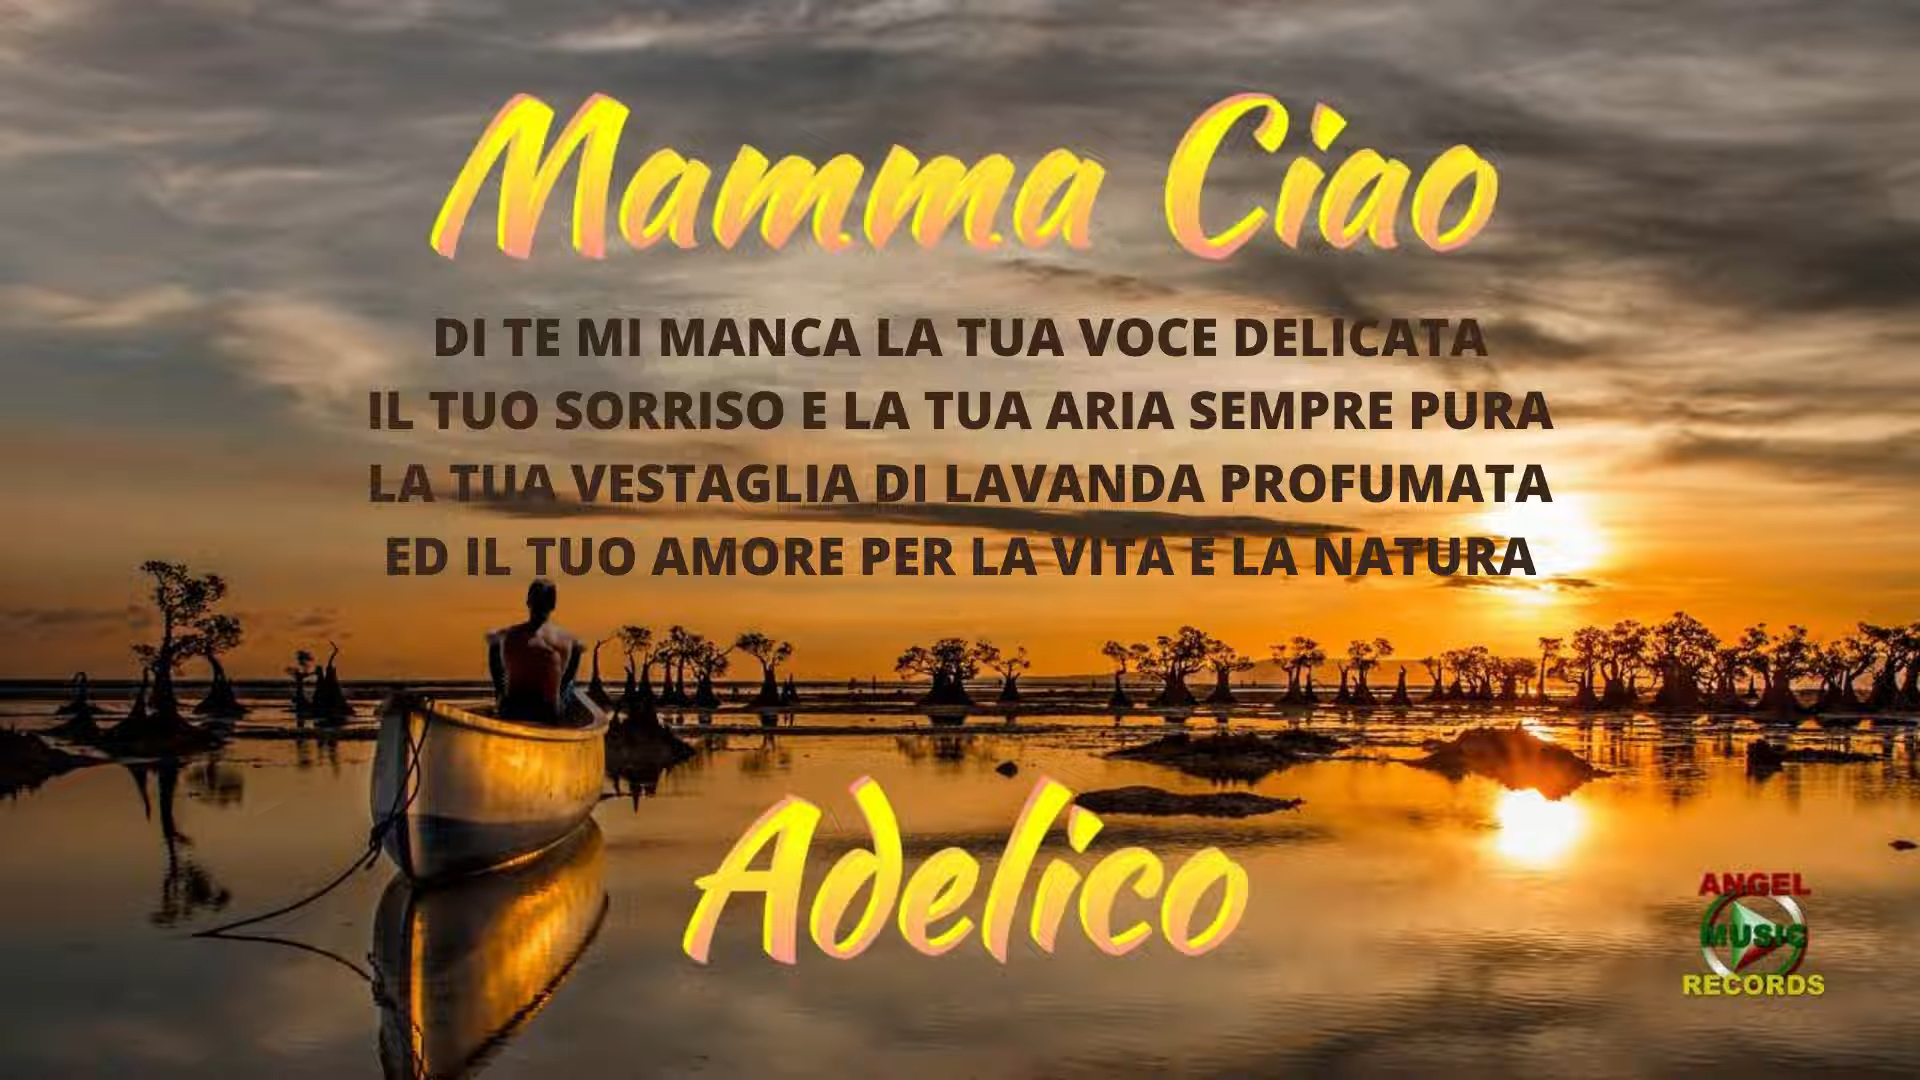 Mamma Ciao
DI TE MI MANCA LA TUA VOCE DELICATA
IL TUO SORRISO E LA TUA ARIA SEMPRE PURA
LA TUA VESTAGLIA DI LAVANDA PROFUMATA
ED IL TUO AMORE PER LA VITA E LA NATURA
Adelico
ANGEL
MUSIC
RECORDS